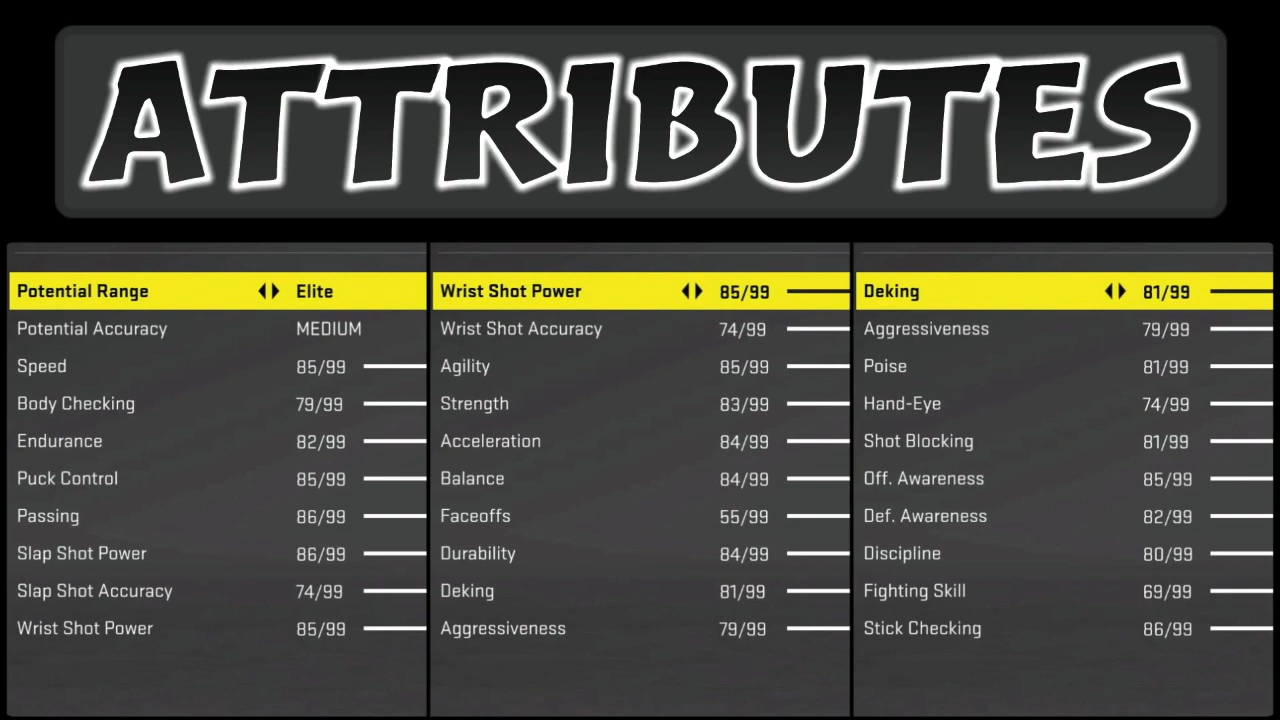 ATTRIBUTES
Potential Range Elite
Potential Accuracy MEDIUM
Speed 85/99
Body Checking 79/99
Endurance 82/99
Puck Control 85/99
Passing 86/99
Slap Shot Power 86/99
Slap Shot Accuracy 74/99
Wrist Shot Power 85/99
Wrist Shot Power 85/99
Wrist Shot Accuracy 74/99
Agility 85/99
Strength 83/99
Acceleration 84/99
Balance 84/99
Faceoffs 55/99
Durability 84/99
Deking 81/99
Aggressiveness 79/99
Deking 81/99
Aggressiveness 79/99
Poise 81/99
Hand-Eye 74/99
Shot Blocking 81/99
Off. Awareness 85/99
Def. Awareness 82/99
Discipline 80/99
Fighting Skill 69/99
Stick Checking 86/99